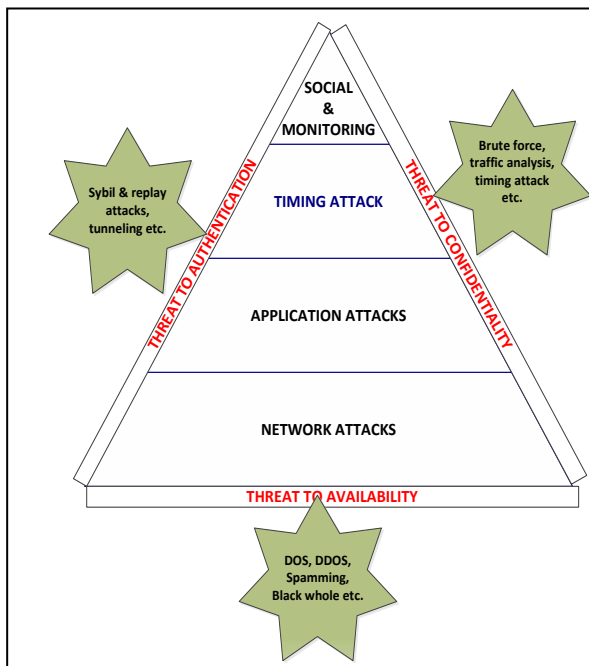 SOCIAL
&
MONITORING
TIMING ATTACK
APPLICATION ATTACKS
NETWORK ATTACKS
THREAT TO AUTHENTICATION
THREAT TO CONFIDENTIALITY
THREAT TO AVAILABILITY
Sybil & replay
attacks,
tunneling etc.
Brute force,
traffic analysis,
timing attack
etc.
DOS, DDOS,
Spamming,
Black whole etc.